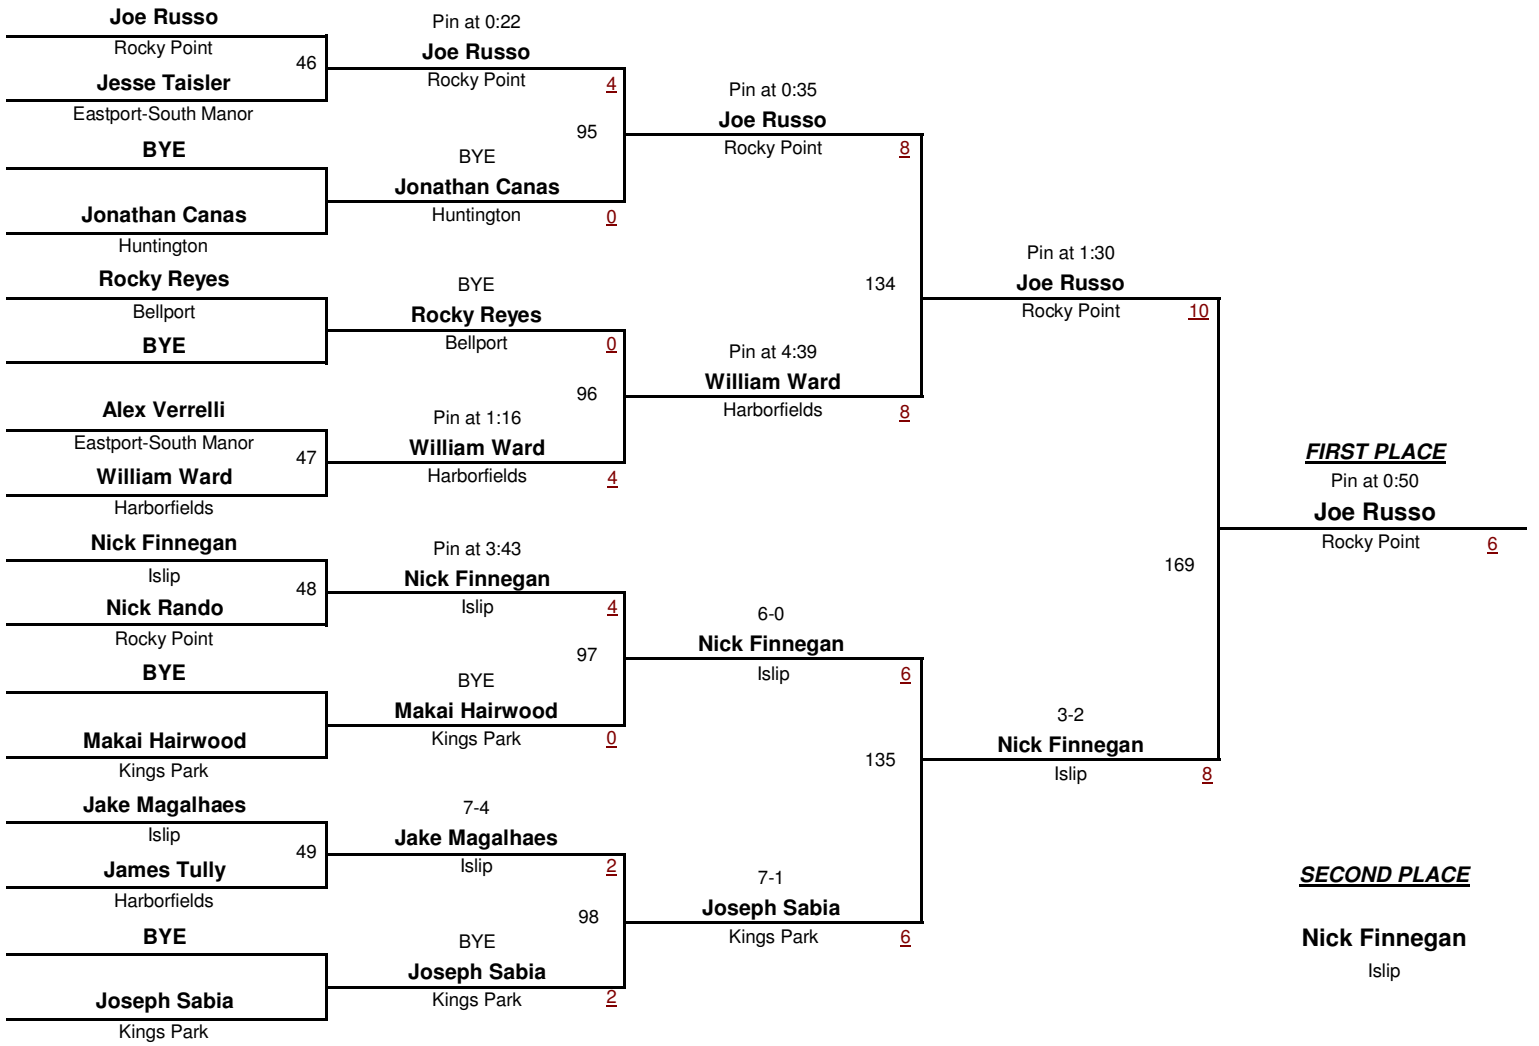 Joe Russo
Rocky Point
46
Jesse Taisler
Eastport-South Manor
BYE
Jonathan Canas
Huntington
Rocky Reyes
Bellport
BYE
Alex Verrelli
Eastport-South Manor
47
William Ward
Harborfields
Nick Finnegan
Islip
48
Nick Rando
Rocky Point
BYE
Makai Hairwood
Kings Park
Jake Magalhaes
Islip
49
James Tully
Harborfields
BYE
Joseph Sabia
Kings Park
Pin at 0:22
Joe Russo
Rocky Point
4
95
BYE
Jonathan Canas
Huntington
0
BYE
Rocky Reyes
Bellport
0
96
Pin at 1:16
William Ward
Harborfields
4
Pin at 3:43
Nick Finnegan
Islip
4
97
BYE
Makai Hairwood
Kings Park
0
7-4
Jake Magalhaes
Islip
2
98
BYE
Joseph Sabia
Kings Park
2
Pin at 0:35
Joe Russo
Rocky Point
8
134
Pin at 4:39
William Ward
Harborfields
8
6-0
Nick Finnegan
Islip
6
135
7-1
Joseph Sabia
Kings Park
6
Pin at 1:30
Joe Russo
Rocky Point
10
169
3-2
Nick Finnegan
Islip
8
FIRST PLACE
Pin at 0:50
Joe Russo
Rocky Point
6
SECOND PLACE
Nick Finnegan
Islip